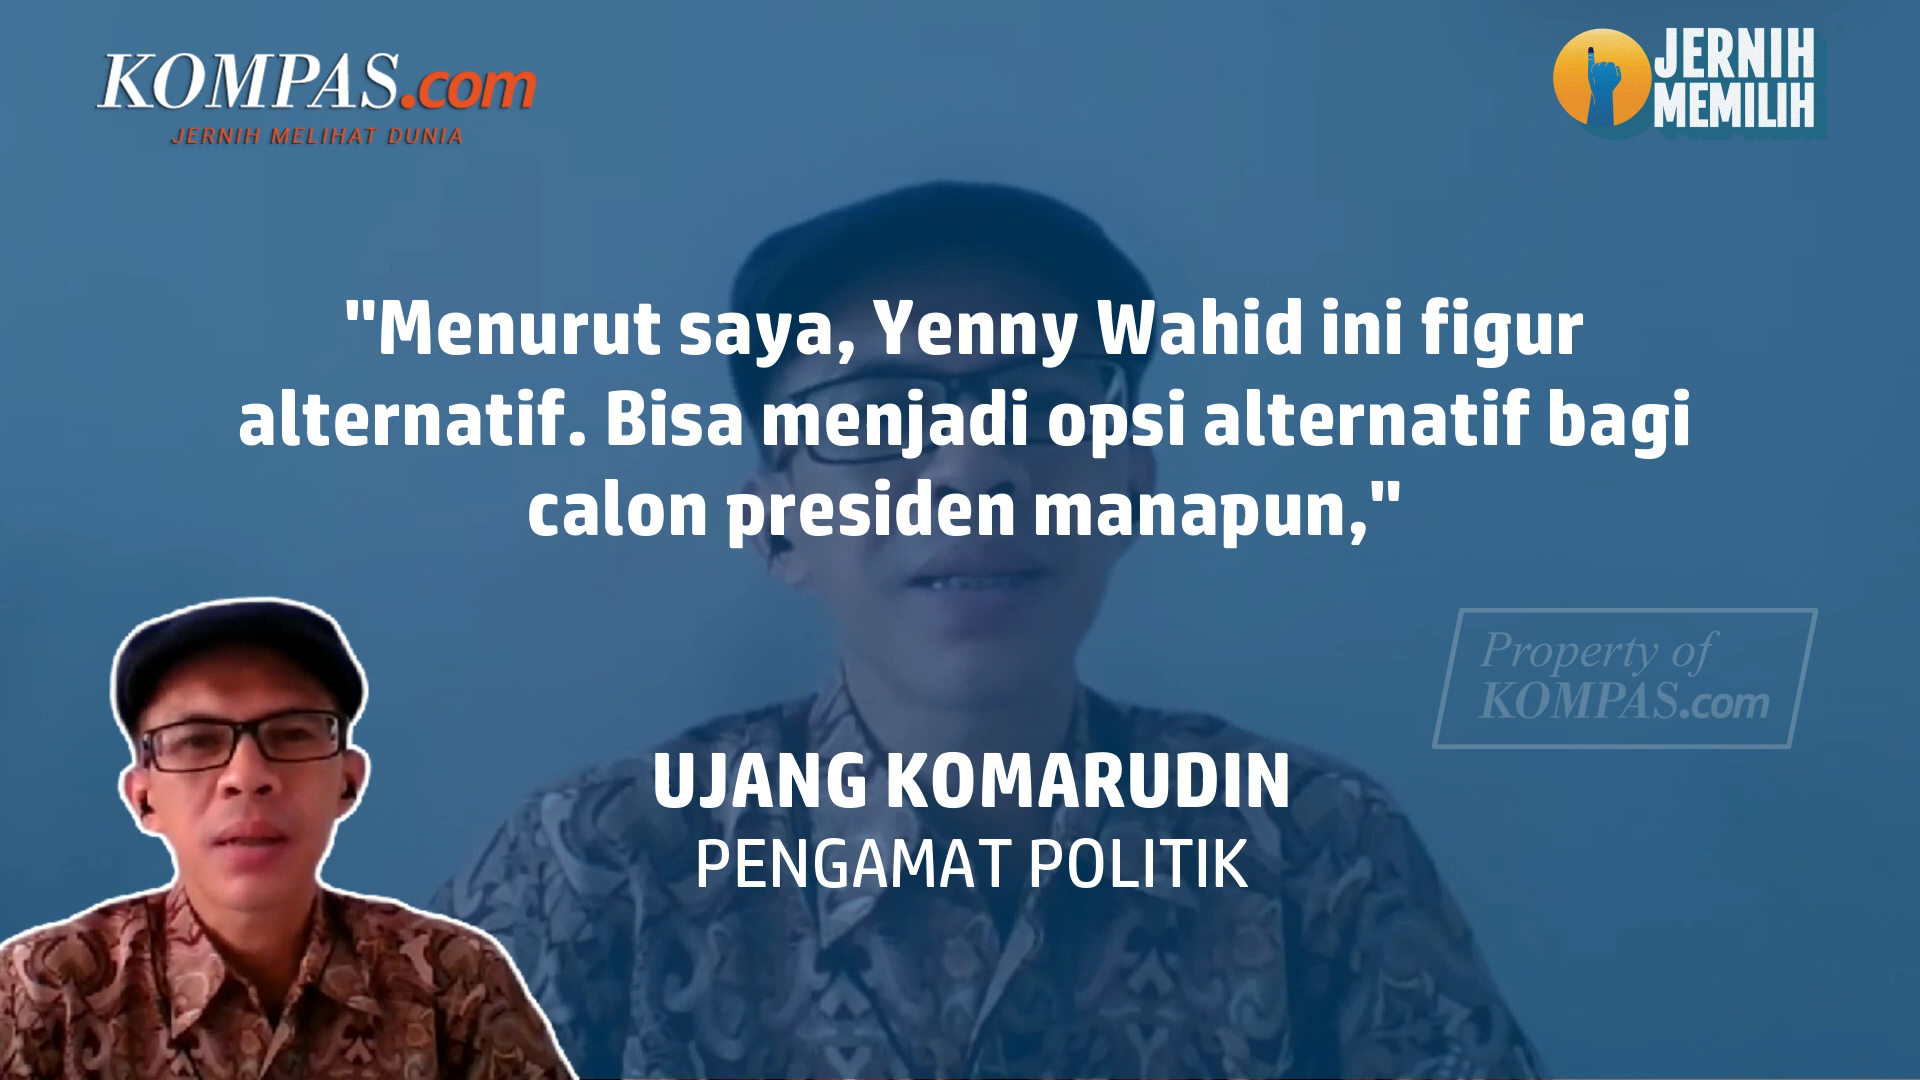 KOMPAS.com
JERNIH MELIHAT DUNIA
JERNIH
MEMILIH
"Menurut saya, Yenny Wahid ini figur
alternatif. Bisa menjadi opsi alternatif bagi
calon presiden manapun,"
Property of
KOMPAS.com
UJANG KOMARUDIN
PENGAMAT POLITIK